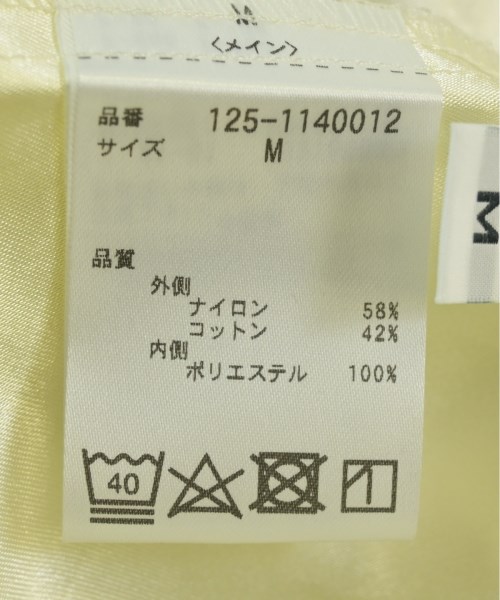 M
〈メイン〉
品番 125-1140012
サイズ M
品質
外側
ナイロン 58%
コットン 42%
内側
ポリエステル 100%
40
M